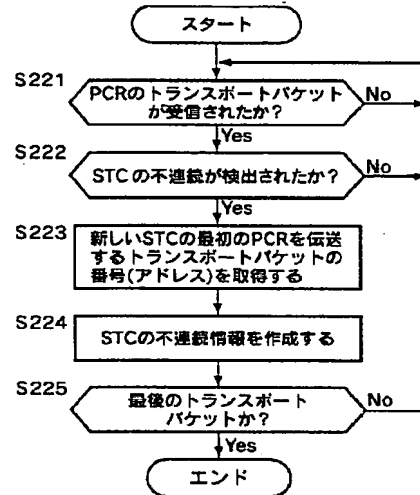 スタート
S221
PCRのトランスポートパケット
が受信されたか?
No
Yes
S222
STCの不連続が検出されたか?
No
Yes
S223
新しいSTCの最初のPCRを伝送
するトランスポートパケットの
番号(アドレス)を取得する
S224
STCの不連続情報を作成する
S225
最後のトランスポート
パケットか?
No
Yes
エンド